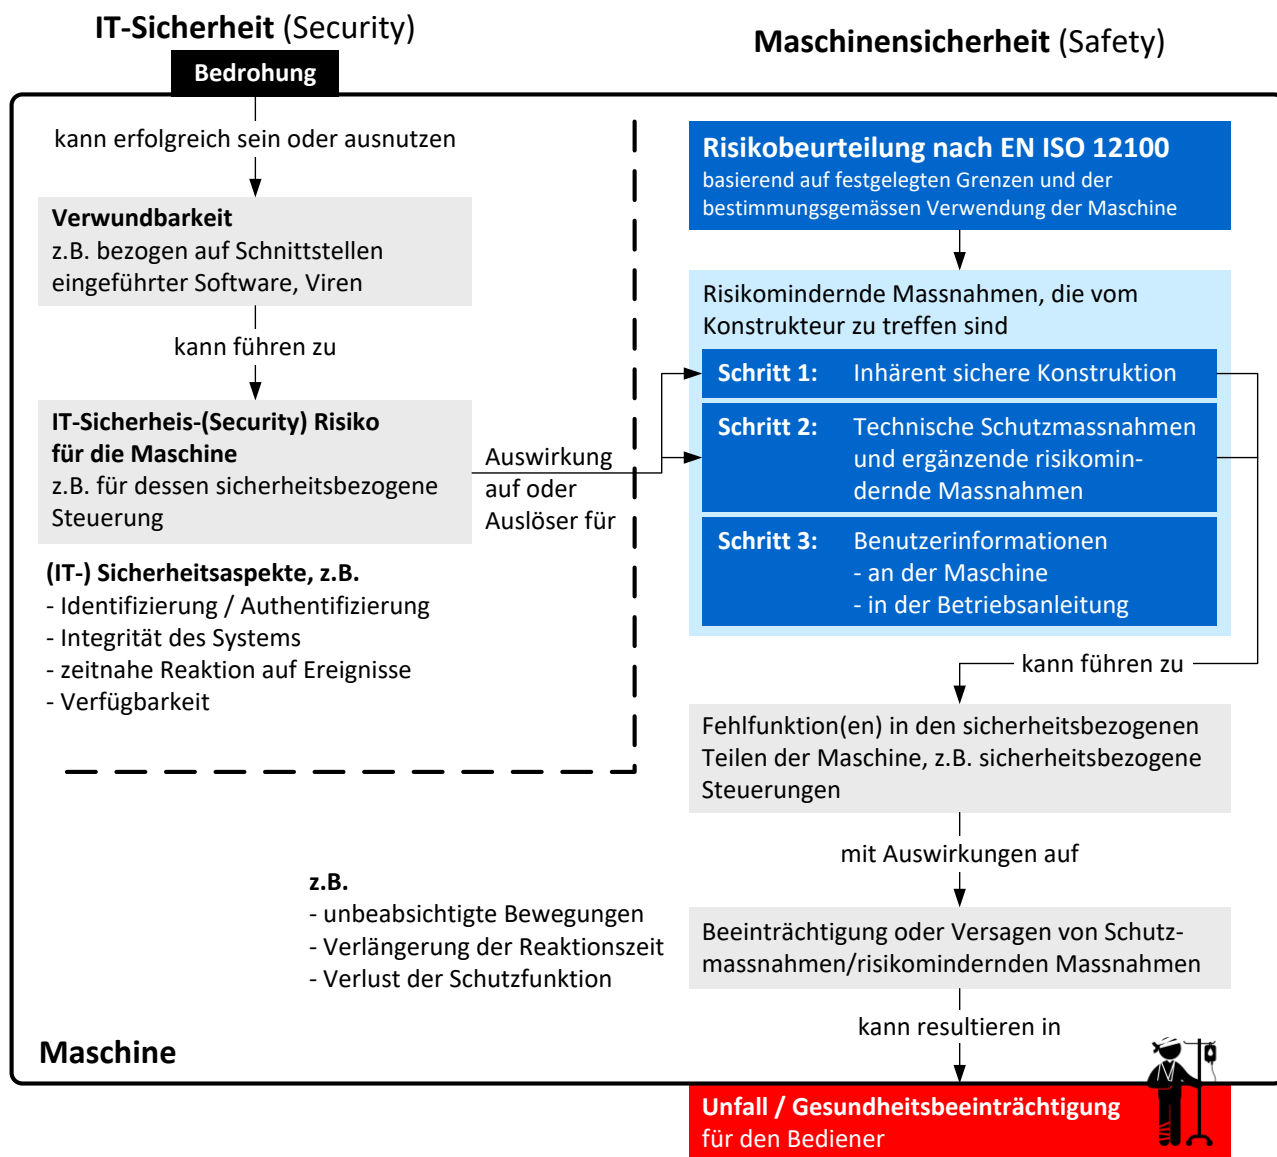 IT-Sicherheit (Security)
Bedrohung
kann erfolgreich sein oder ausnutzen
Verwundbarkeit
z.B. bezogen auf Schnittstellen
eingeführter Software, Viren
kann führen zu
IT-Sicherheis-(Security) Risiko
für die Maschine
z.B. für dessen sicherheitsbezogene
Steuerung
Auswirkung
auf oder
Auslöser für
(IT-) Sicherheitsaspekte, z.B.
- Identifizierung / Authentifizierung
- Integrität des Systems
- zeitnahe Reaktion auf Ereignisse
- Verfügbarkeit
Maschinensicherheit (Safety)
Risikobeurteilung nach EN ISO 12100
basierend auf festgelegten Grenzen und der
bestimmungsgemässen Verwendung der Maschine
Risikomindernde Massnahmen, die vom
Konstrukteur zu treffen sind
Schritt 1: Inhärent sichere Konstruktion
Schritt 2: Technische Schutzmassnahmen
und ergänzende risikomin-
dernde Massnahmen
Schritt 3: Benutzerinformationen
- an der Maschine
- in der Betriebsanleitung
kann führen zu
Fehlfunktion(en) in den sicherheitsbezogenen
Teilen der Maschine, z.B. sicherheitsbezogene
Steuerungen
mit Auswirkungen auf
z.B.
- unbeabsichtigte Bewegungen
- Verlängerung der Reaktionszeit
- Verlust der Schutzfunktion
Beeinträchtigung oder Versagen von Schutz-
massnahmen/risikomindernden Massnahmen
kann resultieren in
Maschine
Unfall / Gesundheitsbeeinträchtigung
für den Bediener